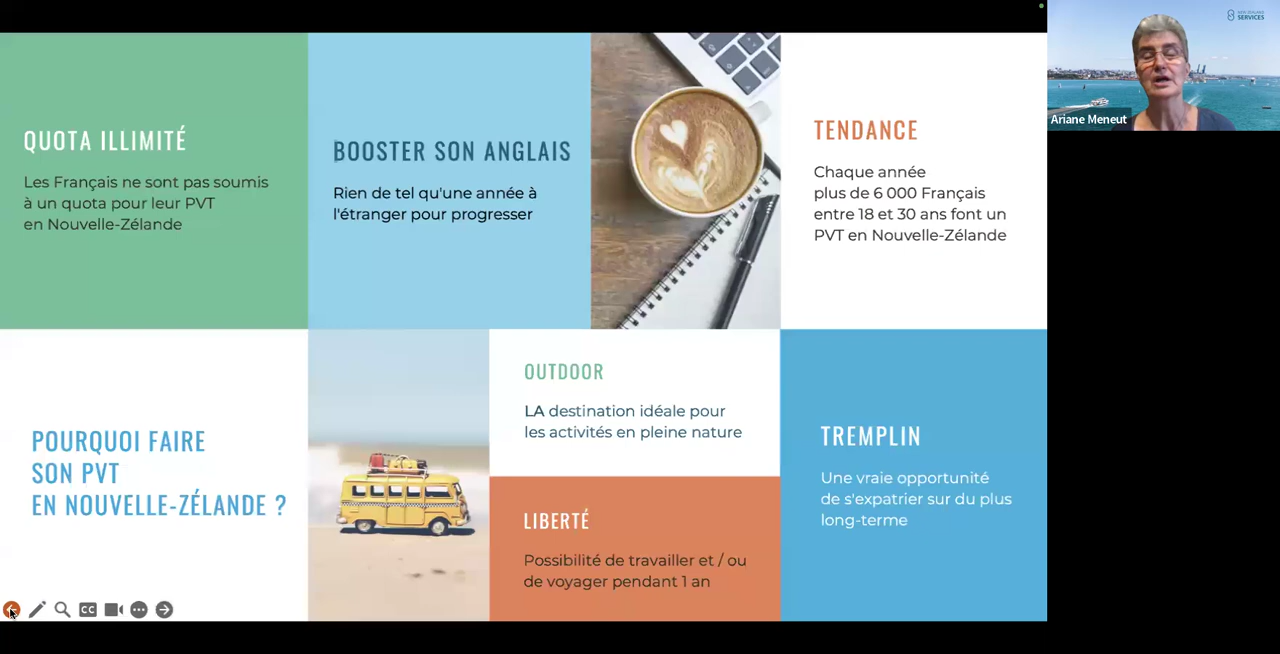 QUOTA ILLIMITÉ
Les Français ne sont pas soumis
à un quota pour leur PVT
en Nouvelle-Zélande
BOOSTER SON ANGLAIS
Rien de tel qu'une année à
l'étranger pour progresser
TENDANCE
Chaque année
plus de 6 000 Français
entre 18 et 30 ans font un
PVT en Nouvelle-Zélande
NEW ZEALAND
SERVICES
Ariane Meneut
POURQUOI FAIRE
SON PVT
EN NOUVELLE-ZÉLANDE ?
OUTDOOR
LA destination idéale pour
les activités en pleine nature
LIBERTÉ
Possibilité de travailler et / ou
de voyager pendant 1 an
TREMPLIN
Une vraie opportunité
de s'expatrier sur du plus
long-terme
CC